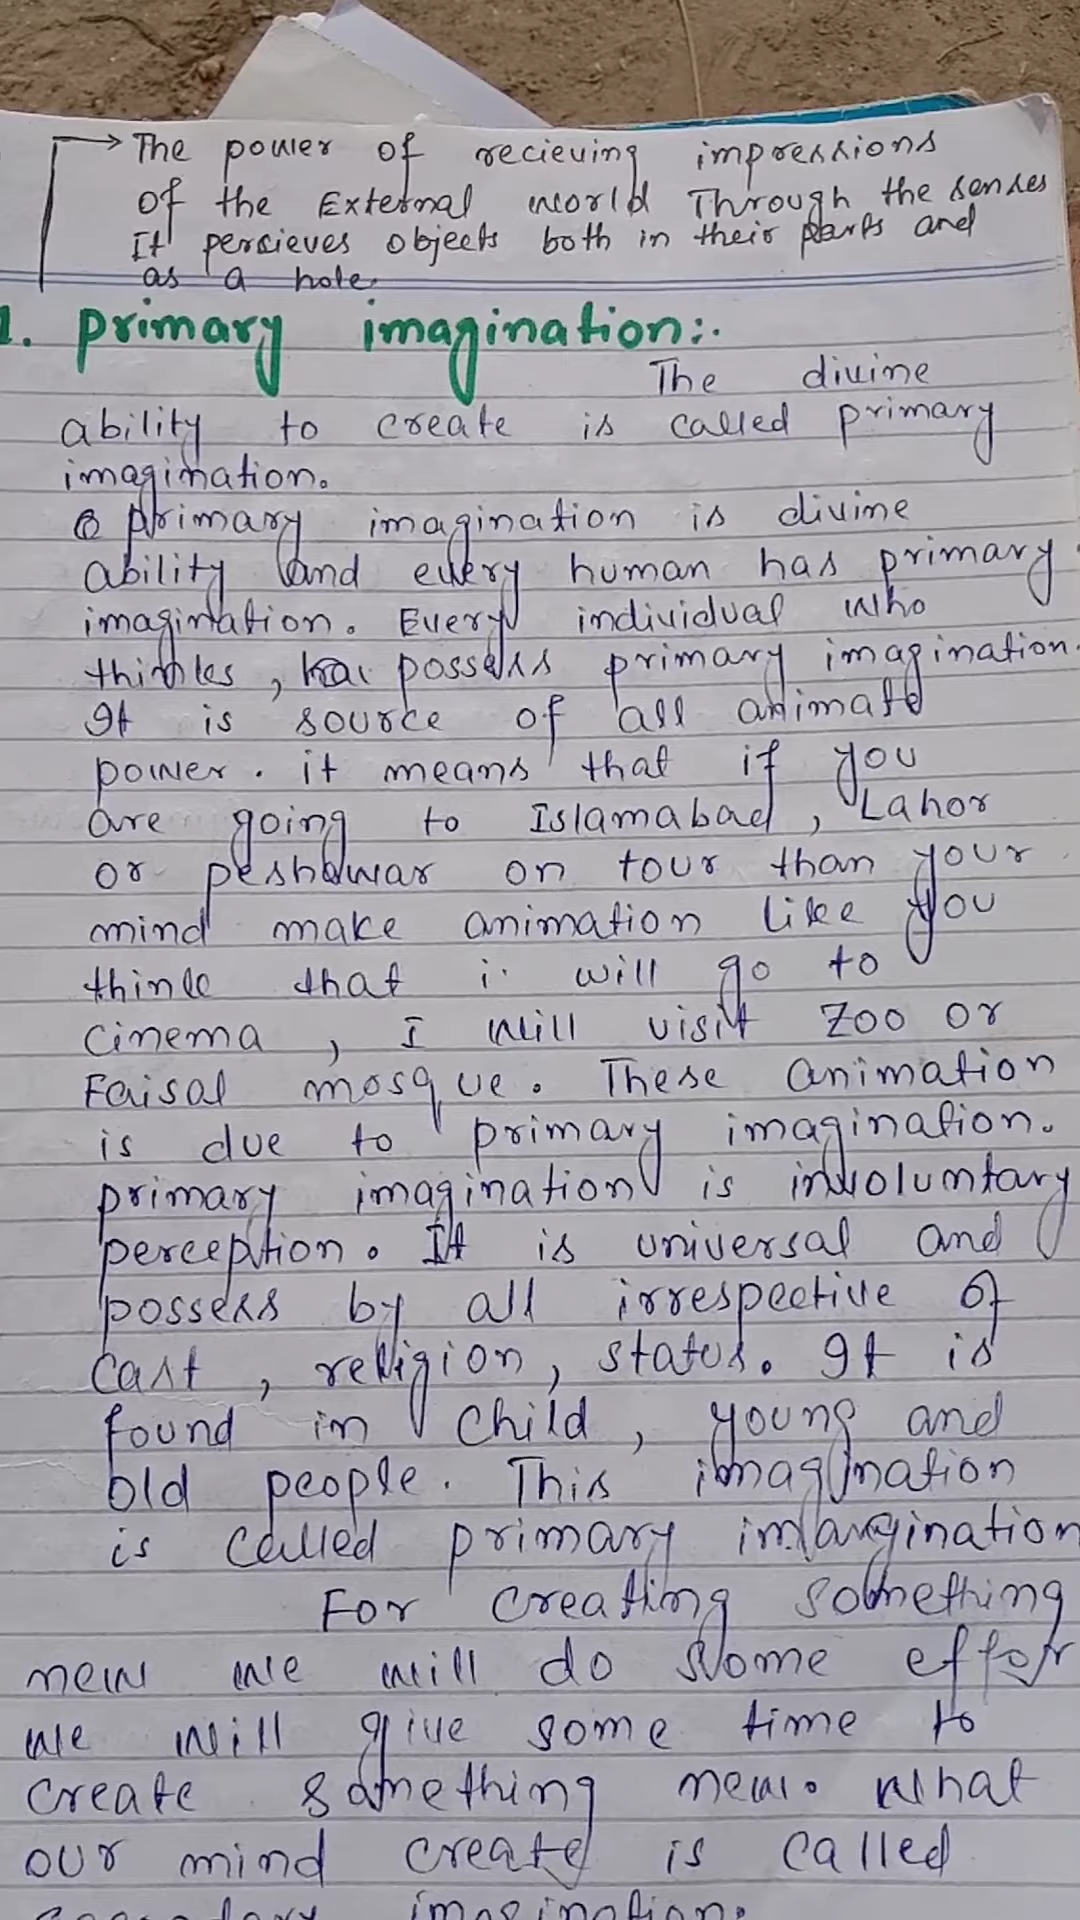 The power of recieving impressions
of the External world Through the senses
It persieves objects both in their parts and
as a hole.
1. primary imagination:.
The divine
ability to create is called primary
imagination.
primary imagination is divine
ability and every human has primary
imagination. Every individual who
thinks, possess primary imagination.
It is source of all animate
power. it means that if you
are going to Islamabad, Lahor
or peshawar on tour than your
mind make animation like you
think that i will go to
cinema, I will visit Zoo or
Faisal mosque. These animation
is due to primary imagination.
primary imagination is involuntary
perception. It is universal and
possess by all irrespective of
cast, religion, status. It is
found in child, young and
old people. This imagination
is called primary imargination
For creating something
new we will do some effor
we will give some time to
create something new. what
our mind create is called
imagination.